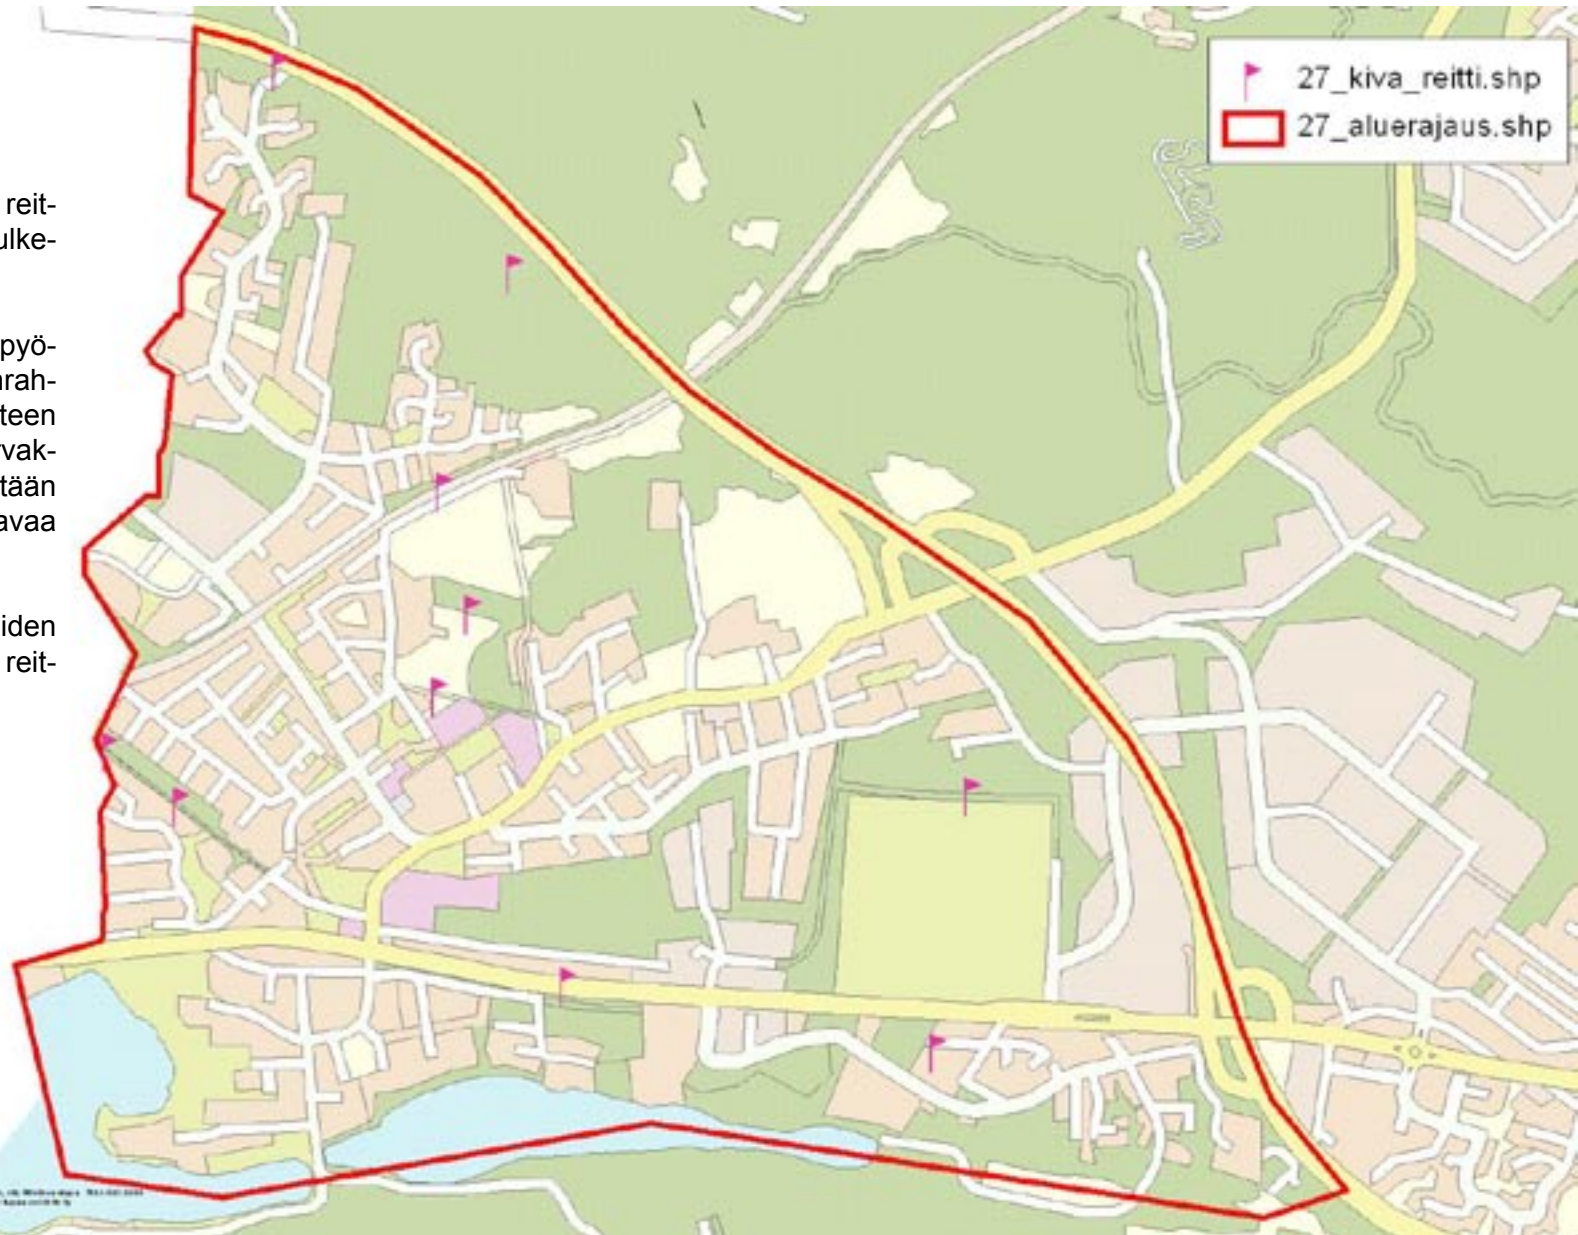 27_kiva_reitti.shp
27_aluerajaus.shp
reit-
ulke-
pyö-
rah-
teen
vak-
tään
avaa
iden
reit-